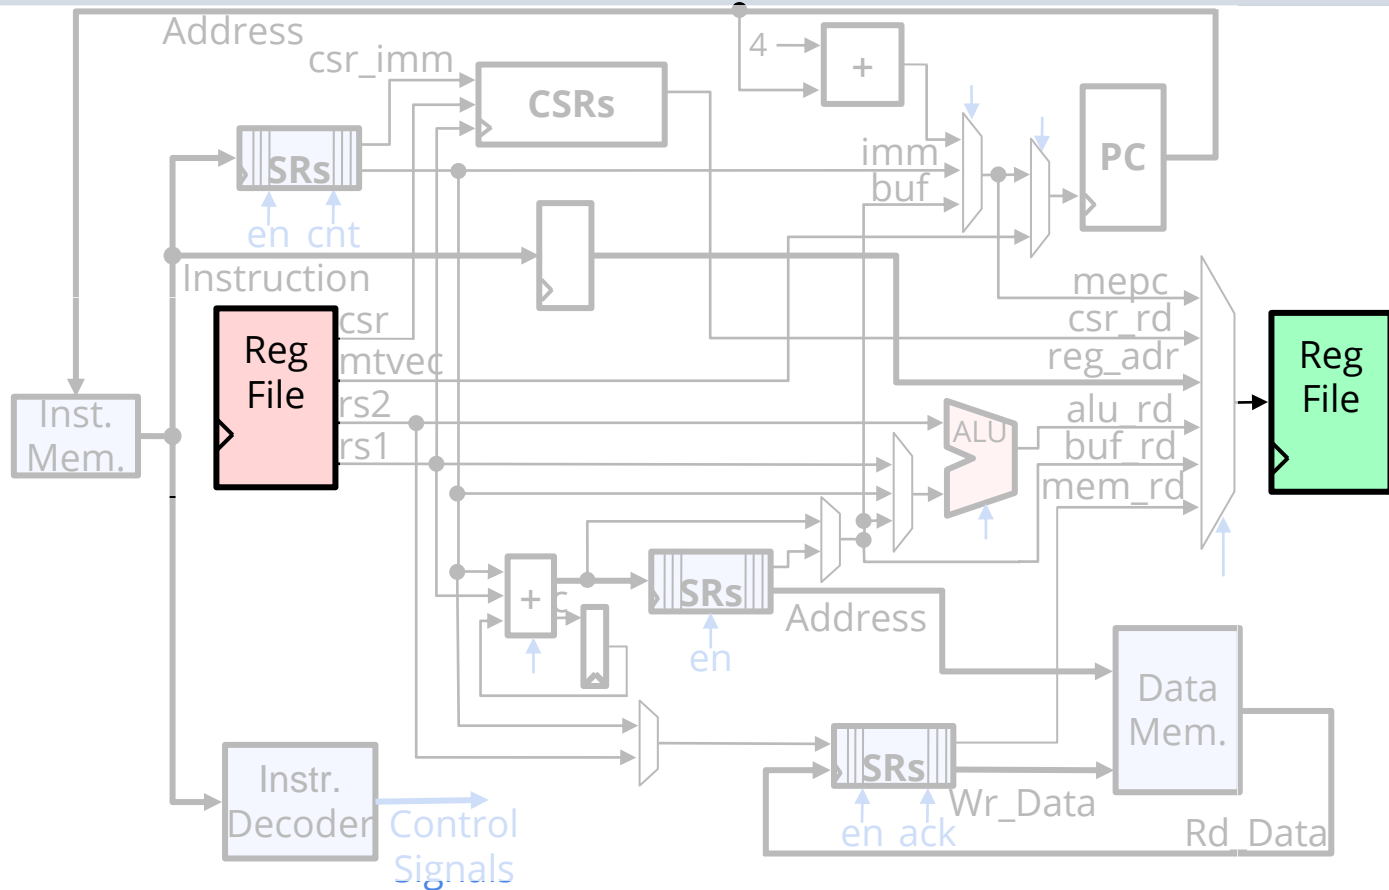 Address
4
+
csr_imm
CSRs
PC
SRs
imm
buf
en cnt
Instruction
mepc
csr_rd
reg_adr
alu_rd
buf_rd
mem_rd
Reg
File
csr
mtvec
rs2
rs1
Reg
File
Inst.
Mem.
ALU
+
c
SRs
Address
en
Data
Mem.
SRs
Wr_Data
en ack
Rd_Data
Instr.
Decoder
Control
Signals